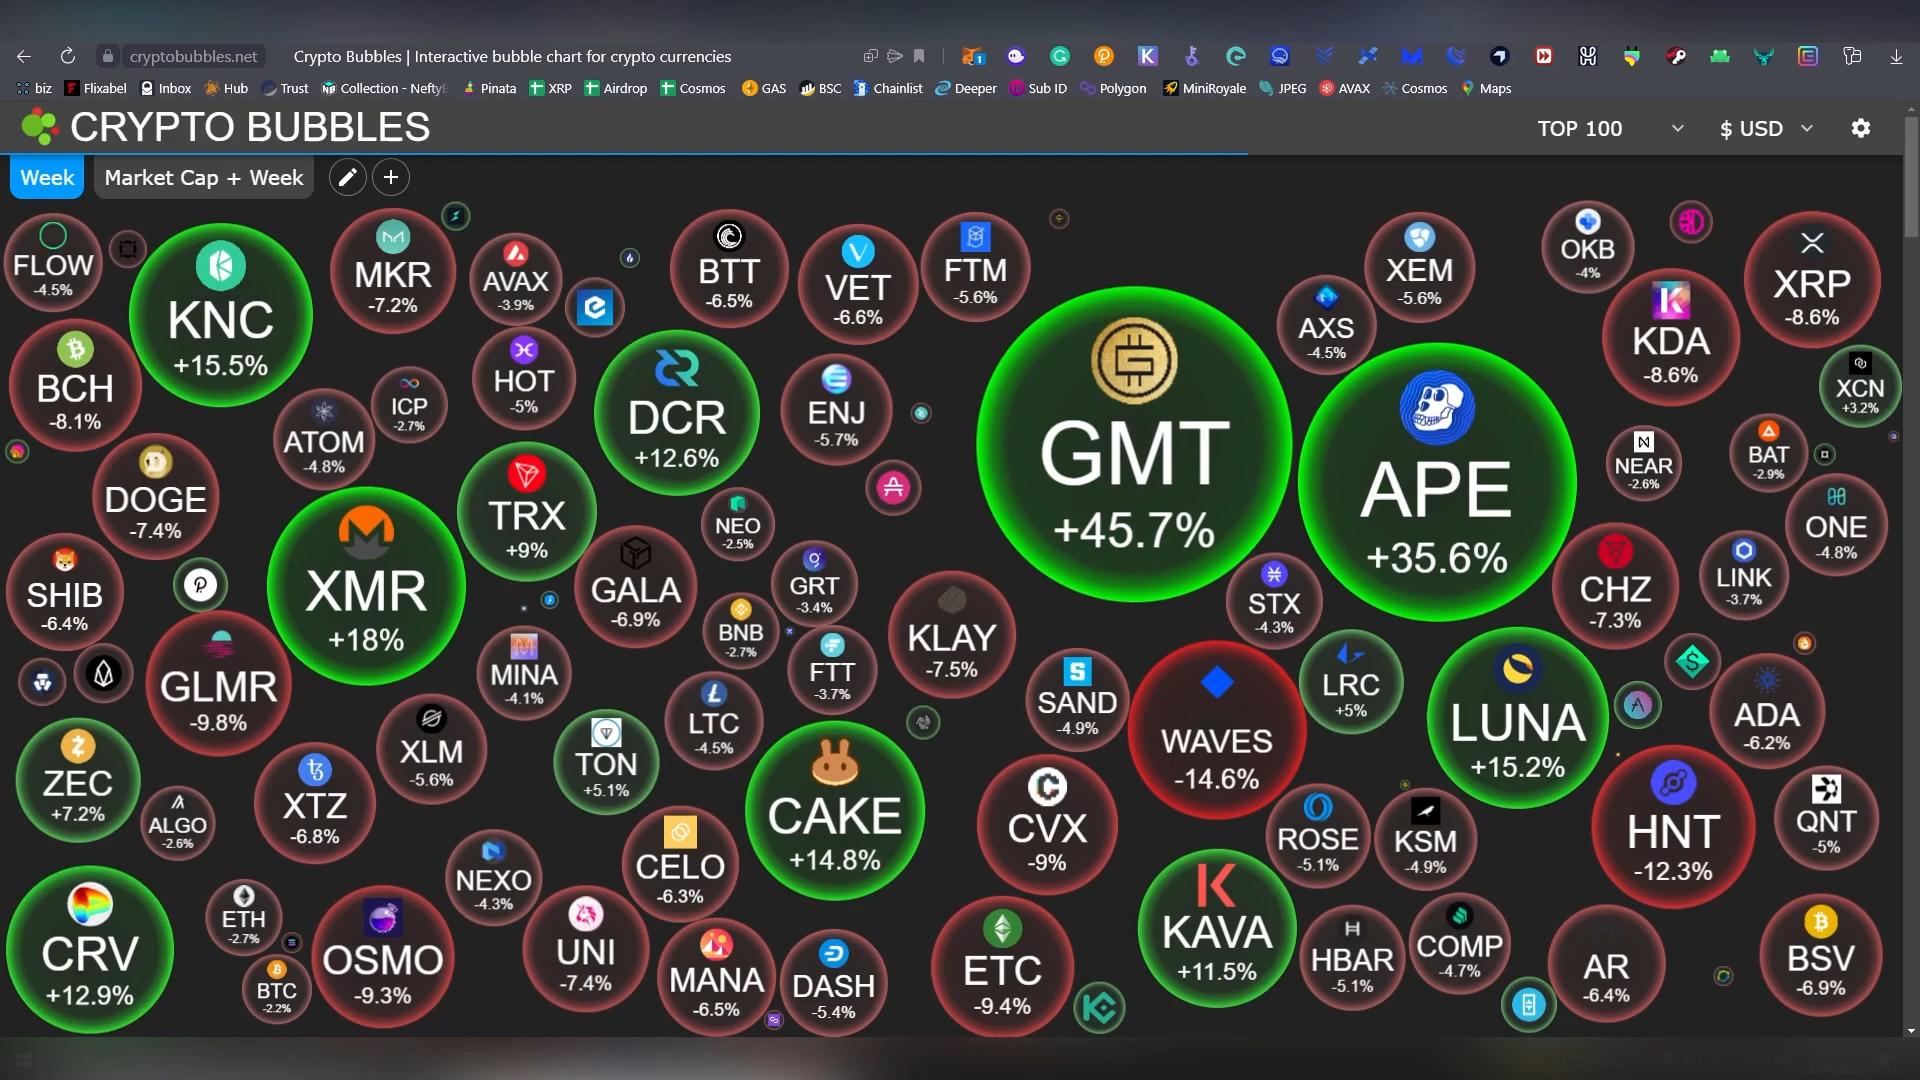 cryptobubbles.net
Crypto Bubbles | Interactive bubble chart for crypto currencies
biz
Flixabel
Inbox
Hub
Trust
Collection - Nefty
Pinata
XRP
Airdrop
Cosmos
GAS
BSC
Chainlist
Deeper
Sub ID
Polygon
MiniRoyale
JPEG
AVAX
Cosmos
Maps
CRYPTO BUBBLES
TOP 100
$ USD
Week
Market Cap + Week
FLOW
-4.5%
KNC
+15.5%
MKR
-7.2%
AVAX
-3.9%
BTT
-6.5%
VET
-6.6%
FTM
-5.6%
XEM
-5.6%
OKB
-4%
XRP
-8.6%
AXS
-4.5%
KDA
-8.6%
BCH
-8.1%
HOT
-5%
ICP
-2.7%
DCR
+12.6%
ENJ
-5.7%
GMT
+45.7%
APE
+35.6%
XCN
+3.2%
ATOM
-4.8%
NEAR
-2.6%
BAT
-2.9%
DOGE
-7.4%
TRX
+9%
NEO
-2.5%
ONE
-4.8%
SHIB
-6.4%
XMR
+18%
GALA
-6.9%
GRT
-3.4%
STX
-4.3%
CHZ
-7.3%
LINK
-3.7%
BNB
-2.7%
KLAY
-7.5%
GLMR
-9.8%
MINA
-4.1%
FTT
-3.7%
SAND
-4.9%
LRC
+5%
LTC
-4.5%
WAVES
-14.6%
LUNA
+15.2%
ADA
-6.2%
XLM
-5.6%
TON
+5.1%
ZEC
+7.2%
XTZ
-6.8%
ALGO
-2.6%
CAKE
+14.8%
CVX
-9%
ROSE
-5.1%
KSM
-4.9%
HNT
-12.3%
QNT
-5%
CELO
-6.3%
NEXO
-4.3%
CRV
+12.9%
ETH
-2.7%
OSMO
-9.3%
UNI
-7.4%
KAVA
+11.5%
BTC
-2.2%
MANA
-6.5%
DASH
-5.4%
ETC
-9.4%
HBAR
-5.1%
COMP
-4.7%
AR
-6.4%
BSV
-6.9%